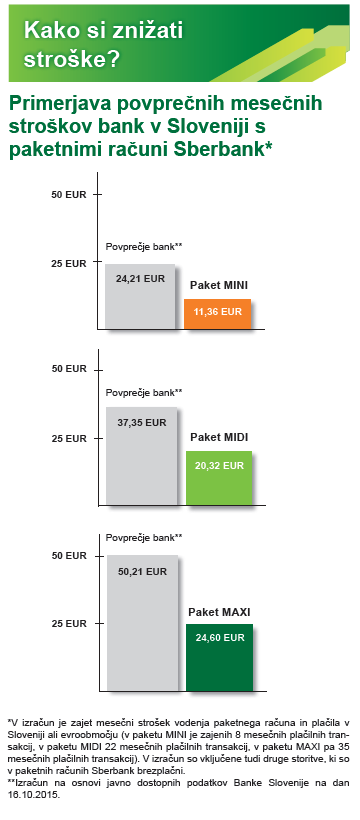 Kako si znižati
stroške?
Primerjava povprečnih mesečnih
stroškov bank v Sloveniji s
paketnimi računi Sberbank*
50 EUR
Povprečje bank**
25 EUR
24,21 EUR
Paket MINI
11,36 EUR
50 EUR
Povprečje bank**
37,35 EUR
25 EUR
Paket MIDI
20,32 EUR
Povprečje bank**
50 EUR
50,21 EUR
Paket MAXI
25 EUR
24,60 EUR
*V izračun je zajet mesečni strošek vodenja paketnega računa in plačila v
Sloveniji ali evroobmočju (v paketu MINI je zajenih 8 mesečnih plačilnih tran-
sakcij, v paketu MIDI 22 mesečnih plačilnih transakcij, v paketu MAXI pa 35
mesečnih plačilnih transakcij). V izračun so vključene tudi druge storitve, ki so
v paketnih računih Sberbank brezplačni.
**Izračun na osnovi javno dostopnih podatkov Banke Slovenije na dan
16.10.2015.